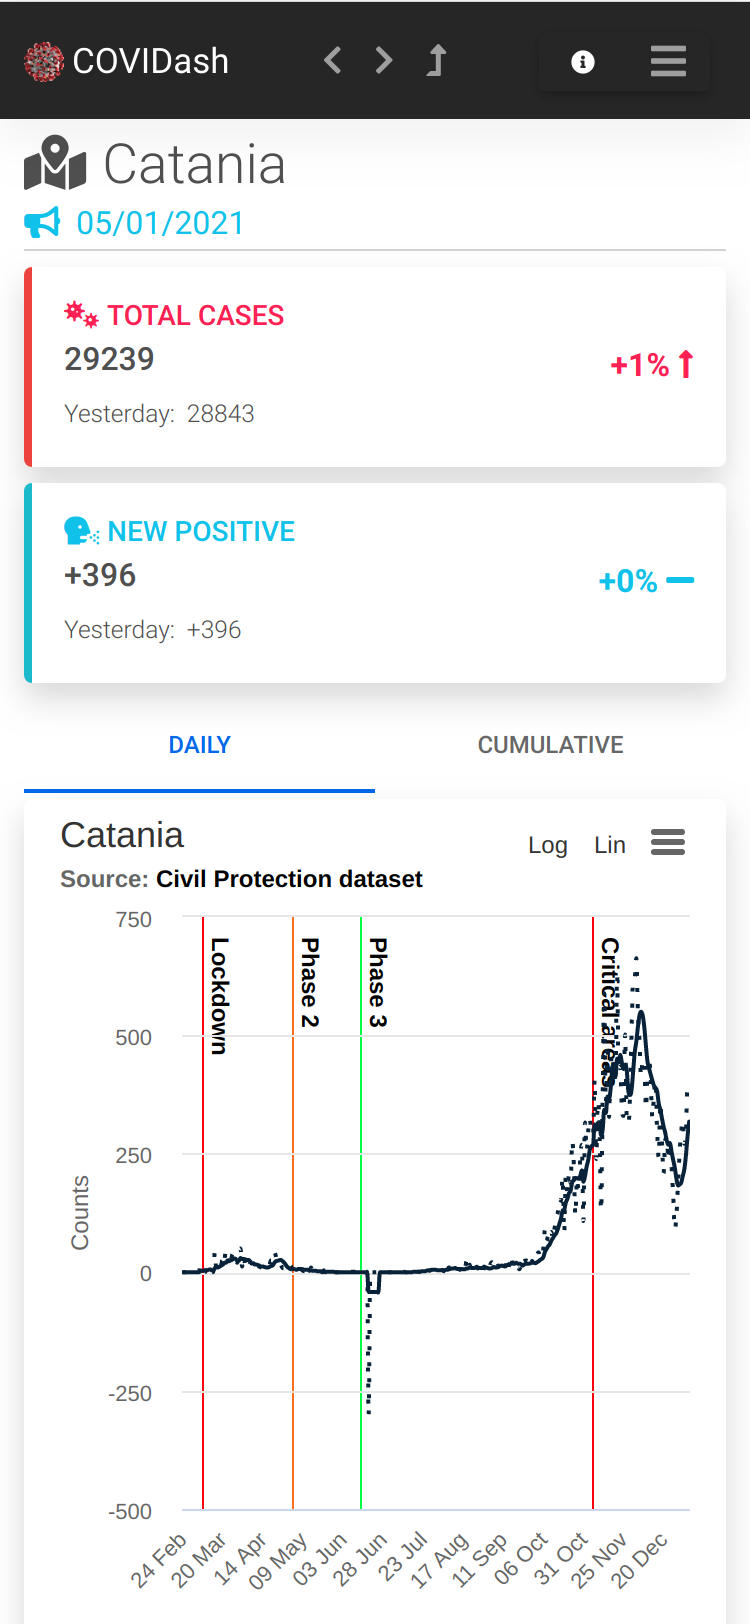 COVIDash
Catania
05/01/2021
TOTAL CASES
29239
+1%
Yesterday: 28843
NEW POSITIVE
+396
+0%
Yesterday: +396
DAILY CUMULATIVE
Catania
Log Lin
Source: Civil Protection dataset
750
500
250
0
-250
-500
Counts
Lockdown
Phase 2
Phase 3
Critical areas
24 Feb
20 Mar
14 Apr
09 May
03 Jun
28 Jun
23 Jul
17 Aug
11 Sep
06 Oct
31 Oct
25 Nov
20 Dec